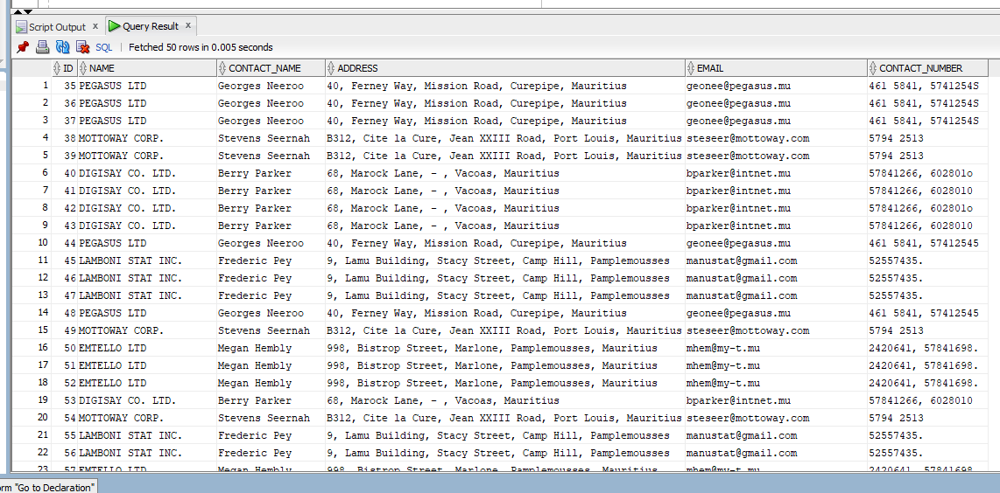 Script Output x Query Result x
SQL | Fetched 50 rows in 0.005 seconds
ID NAME CONTACT_NAME ADDRESS EMAIL CONTACT_NUMBER
1 35 PEGASUS LTD Georges Neeroo 40, Ferney Way, Mission Road, Curepipe, Mauritius geonee@pegasus.mu 461 5841, 5741254S
2 36 PEGASUS LTD Georges Neeroo 40, Ferney Way, Mission Road, Curepipe, Mauritius geonee@pegasus.mu 461 5841, 5741254S
3 37 PEGASUS LTD Georges Neeroo 40, Ferney Way, Mission Road, Curepipe, Mauritius geonee@pegasus.mu 461 5841, 5741254S
4 38 MOTTOWAY CORP. Stevens Seernah B312, Cite la Cure, Jean XXIII Road, Port Louis, Mauritius steseer@mottoway.com 5794 2513
5 39 MOTTOWAY CORP. Stevens Seernah B312, Cite la Cure, Jean XXIII Road, Port Louis, Mauritius steseer@mottoway.com 5794 2513
6 40 DIGISAY CO. LTD. Berry Parker 68, Marock Lane, - , Vacoas, Mauritius bparker@intnet.mu 57841266, 602801o
7 41 DIGISAY CO. LTD. Berry Parker 68, Marock Lane, - , Vacoas, Mauritius bparker@intnet.mu 57841266, 6028010
8 42 DIGISAY CO. LTD. Berry Parker 68, Marock Lane, - , Vacoas, Mauritius bparker@intnet.mu 57841266, 602801o
9 43 DIGISAY CO. LTD. Berry Parker 68, Marock Lane, - , Vacoas, Mauritius bparker@intnet.mu 57841266, 6028010
10 44 PEGASUS LTD Georges Neeroo 40, Ferney Way, Mission Road, Curepipe, Mauritius geonee@pegasus.mu 461 5841, 57412545
11 45 LAMBONI STAT INC. Frederic Pey 9, Lamu Building, Stacy Street, Camp Hill, Pamplemousses manustat@gmail.com 52557435.
12 46 LAMBONI STAT INC. Frederic Pey 9, Lamu Building, Stacy Street, Camp Hill, Pamplemousses manustat@gmail.com 52557435.
13 47 LAMBONI STAT INC. Frederic Pey 9, Lamu Building, Stacy Street, Camp Hill, Pamplemousses manustat@gmail.com 52557435.
14 48 PEGASUS LTD Georges Neeroo 40, Ferney Way, Mission Road, Curepipe, Mauritius geonee@pegasus.mu 461 5841, 57412545
15 49 MOTTOWAY CORP. Stevens Seernah B312, Cite la Cure, Jean XXIII Road, Port Louis, Mauritius steseer@mottoway.com 5794 2513
16 50 EMTELLO LTD Megan Hembly 998, Bistrop Street, Marlone, Pamplemousses, Mauritius mhem@my-t.mu 2420641, 57841698.
17 51 EMTELLO LTD Megan Hembly 998, Bistrop Street, Marlone, Pamplemousses, Mauritius mhem@my-t.mu 2420641, 57841698.
18 52 EMTELLO LTD Megan Hembly 998, Bistrop Street, Marlone, Pamplemousses, Mauritius mhem@my-t.mu 2420641, 57841698.
19 53 DIGISAY CO. LTD. Berry Parker 68, Marock Lane, - , Vacoas, Mauritius bparker@intnet.mu 57841266, 6028010
20 54 MOTTOWAY CORP. Stevens Seernah B312, Cite la Cure, Jean XXIII Road, Port Louis, Mauritius steseer@mottoway.com 5794 2513
21 55 LAMBONI STAT INC. Frederic Pey 9, Lamu Building, Stacy Street, Camp Hill, Pamplemousses manustat@gmail.com 52557435.
22 56 LAMBONI STAT INC. Frederic Pey 9, Lamu Building, Stacy Street, Camp Hill, Pamplemousses manustat@gmail.com 52557435.
23 57 EMTELLO LTD Megan Hembly 998, Bistrop Street, Marlone, Pamplemousses, Mauritius mhem@my-t.mu 2420641, 57841698.
orm "Go to Declaration"